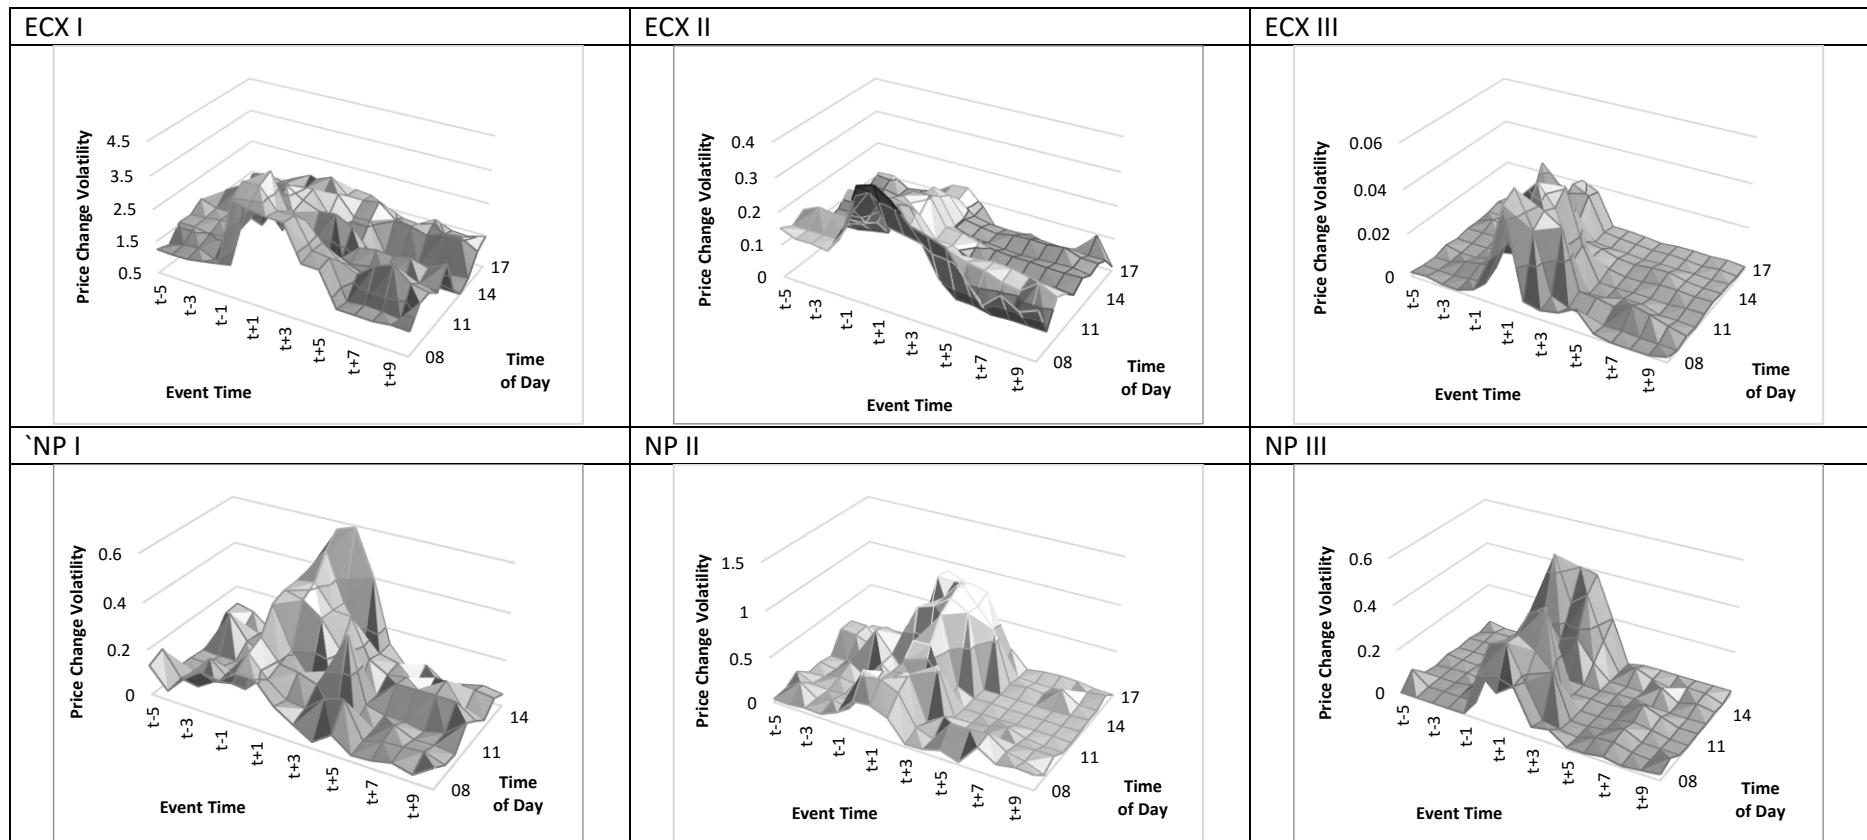 ECX I
ECX II
ECX III
Price Change Volatility
4.5
3.5
2.5
1.5
0.5
t-5
t-3
t-1
t+1
t+3
t+5
t+7
t+9
08
11
14
17
Event Time
Time
of Day
Price Change Volatility
0.4
0.3
0.2
0.1
0
t-5
t-3
t-1
t+1
t+3
t+5
t+7
t+9
08
11
14
17
Event Time
Time
of Day
Price Change Volatility
0.06
0.04
0.02
0
t-5
t-3
t-1
t+1
t+3
t+5
t+7
t+9
08
11
14
17
Event Time
Time
of Day
`NP I
NP II
NP III
Price Change Volatility
0.6
0.4
0.2
0
t-5
t-3
t-1
t+1
t+3
t+5
t+7
t+9
08
11
14
Event Time
Time
of Day
Price Change Volatility
1.5
1
0.5
0
t-5
t-3
t-1
t+1
t+3
t+5
t+7
t+9
08
11
14
17
Event Time
Time
of Day
Price Change Volatility
0.6
0.4
0.2
0
t-5
t-3
t-1
t+1
t+3
t+5
t+7
t+9
08
11
14
Event Time
Time
of Day